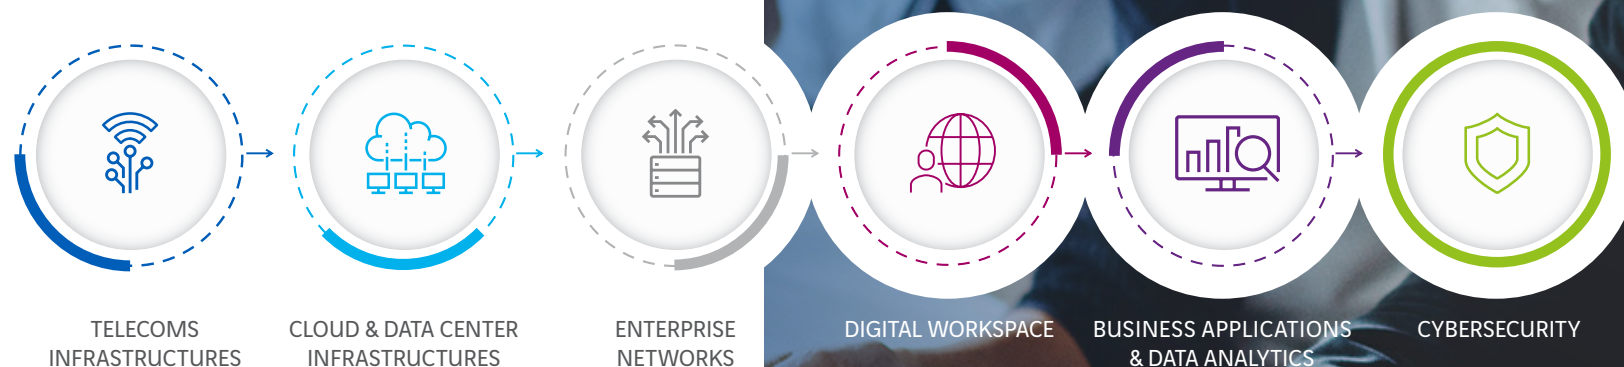 TELECOMS
INFRASTRUCTURES
CLOUD & DATA CENTER
INFRASTRUCTURES
ENTERPRISE
NETWORKS
DIGITAL WORKSPACE
BUSINESS APPLICATIONS
& DATA ANALYTICS
CYBERSECURITY